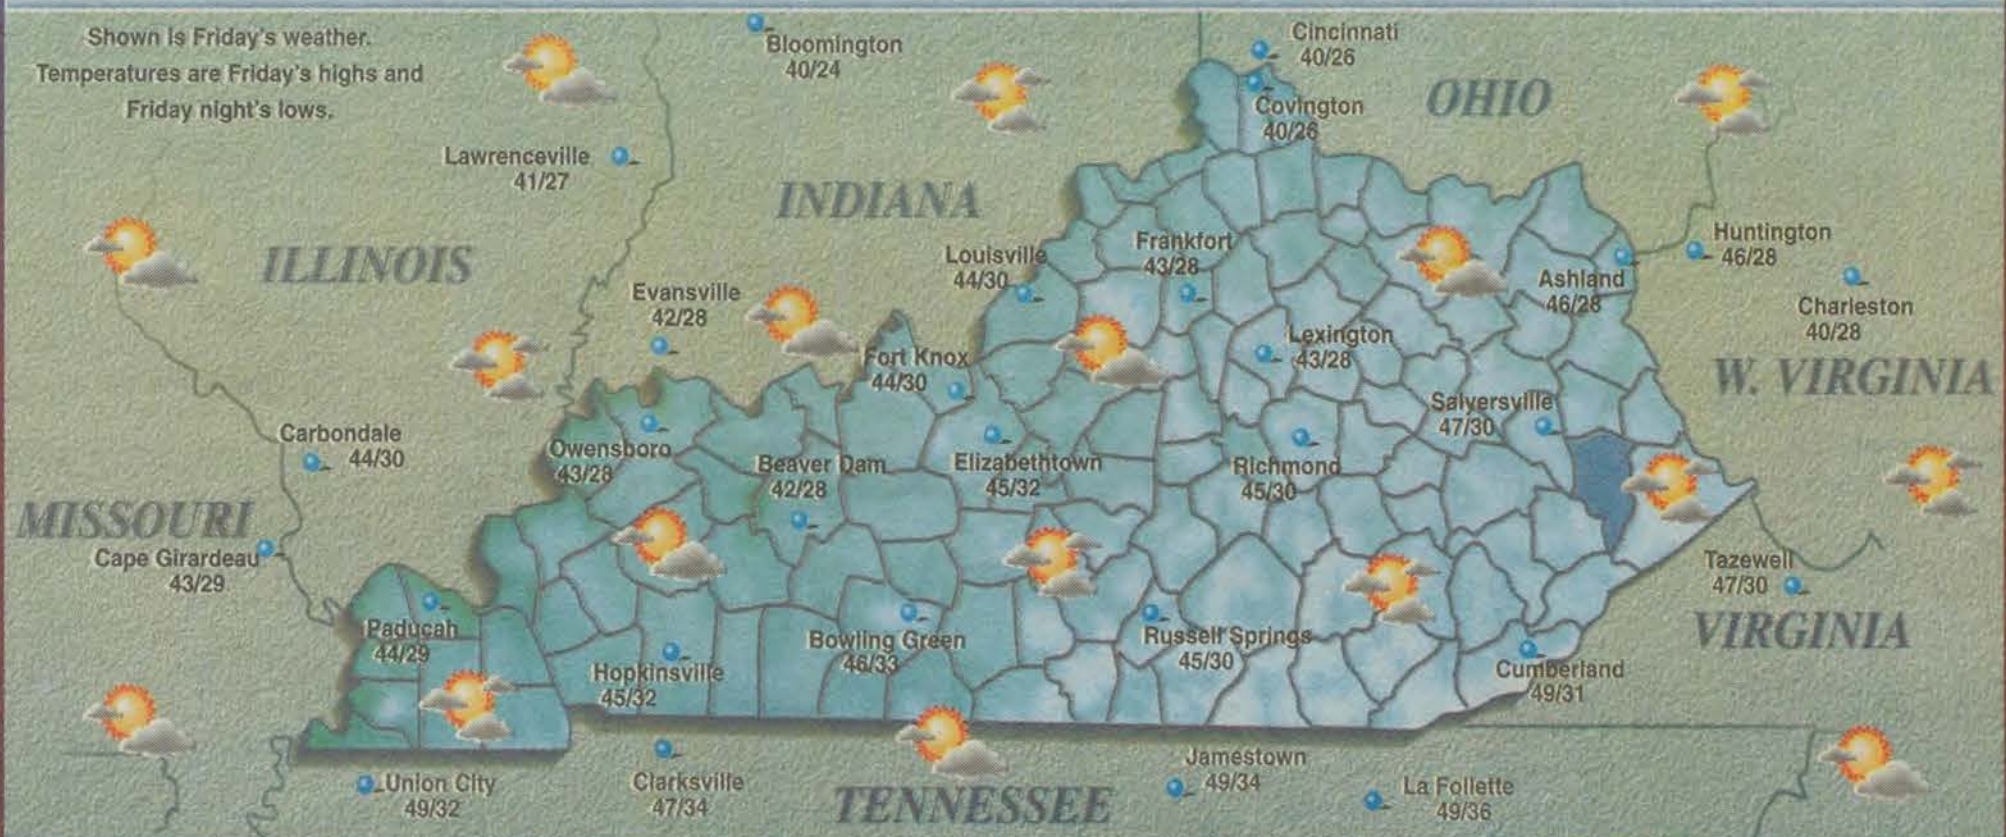 Shown is Friday's weather.
Temperatures are Friday's highs and
Friday night's lows.
Bloomington
40/24
Cincinnati
40/26
Covington
40/26
OHIO
Lawrenceville
41/27
INDIANA
ILLINOIS
Louisville
44/30
Frankfort
43/28
Huntington
46/28
Ashland
46/28
Charleston
40/28
Evansville
42/28
Lexington
43/28
Fort Knox
44/30
W. VIRGINIA
Salyersville
47/30
Carbondale
44/30
Owensboro
43/28
Beaver Dam
42/28
Elizabethtown
45/32
Richmond
45/30
MISSOURI
Cape Girardeau
43/29
Tazewell
47/30
VIRGINIA
Paducah
44/29
Hopkinsville
45/32
Bowling Green
46/33
Russell Springs
45/30
Cumberland
49/31
Union City
49/32
Clarksville
47/34
TENNESSEE
Jamestown
49/34
La Follette
49/36